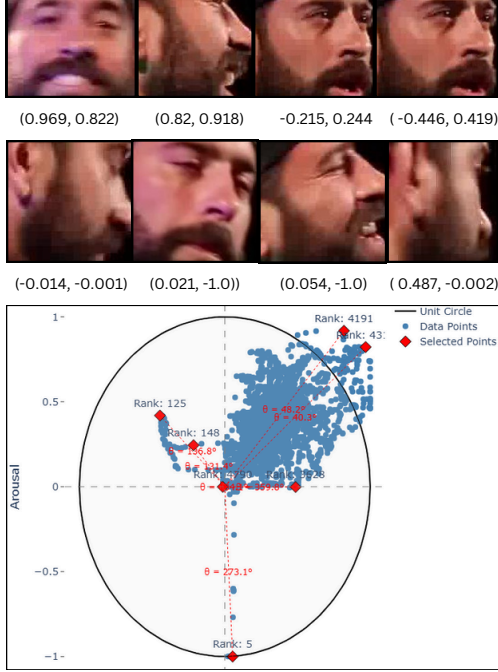 (0.969, 0.822) (0.82, 0.918) -0.215, 0.244 ( -0.446, 0.419)
(-0.014, -0.001) (0.021, -1.0)) (0.054, -1.0) ( 0.487, -0.002)
Unit Circle
Data Points
Selected Points
Rank: 4191
Rank: 43
1
Rank: 125
0.5
θ = 48.2°
θ = 40.3°
Rank: 148
θ = 156.8°
θ = 131.4°
Arousal
0
−0.5
θ = 273.1°
Rank: 5
−1